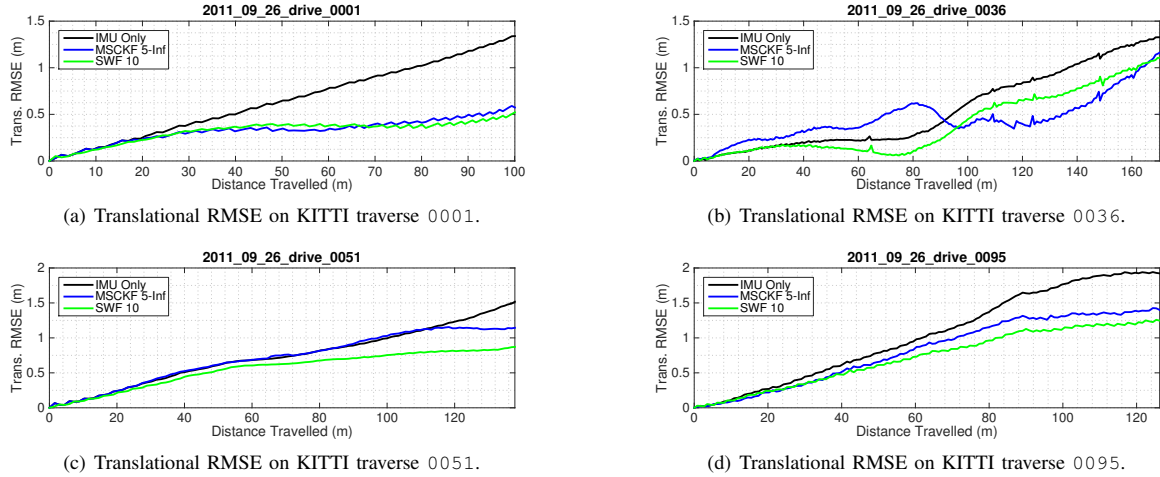 2011_09_26_drive_0001
Trans. RMSE (m)
1.5
1
0.5
0
IMU Only
MSCKF 5-Inf
SWF 10
0 10 20 30 40 50 60 70 80 90 100
Distance Travelled (m)
(a) Translational RMSE on KITTI traverse 0001.
2011_09_26_drive_0036
Trans. RMSE (m)
1.5
1
0.5
0
IMU Only
MSCKF 5-Inf
SWF 10
0 20 40 60 80 100 120 140 160
Distance Travelled (m)
(b) Translational RMSE on KITTI traverse 0036.
2011_09_26_drive_0051
Trans. RMSE (m)
2
1.5
1
0.5
0
IMU Only
MSCKF 5-Inf
SWF 10
0 20 40 60 80 100 120
Distance Travelled (m)
(c) Translational RMSE on KITTI traverse 0051.
2011_09_26_drive_0095
Trans. RMSE (m)
2
1.5
1
0.5
0
IMU Only
MSCKF 5-Inf
SWF 10
0 20 40 60 80 100 120
Distance Travelled (m)
(d) Translational RMSE on KITTI traverse 0095.